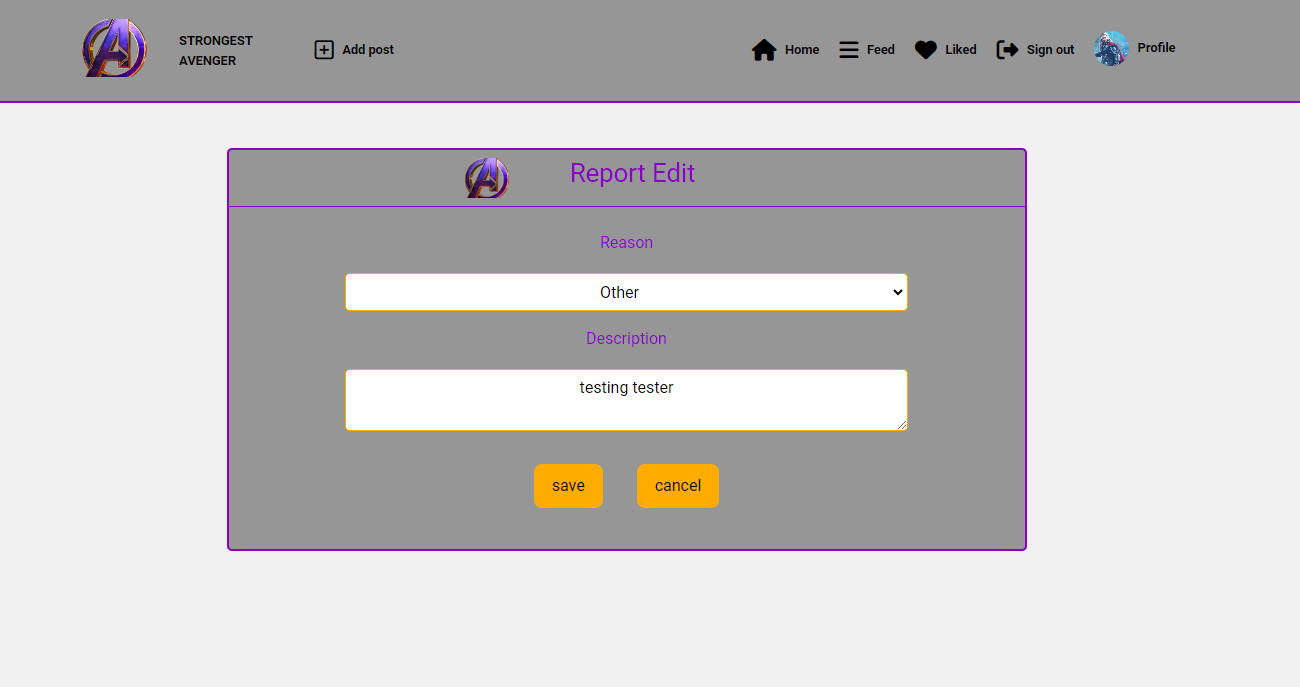 STRONGEST
AVENGER
Add post
Home
Feed
Liked
Sign out
Profile
Report Edit
Reason
Other
Description
testing tester
save
cancel